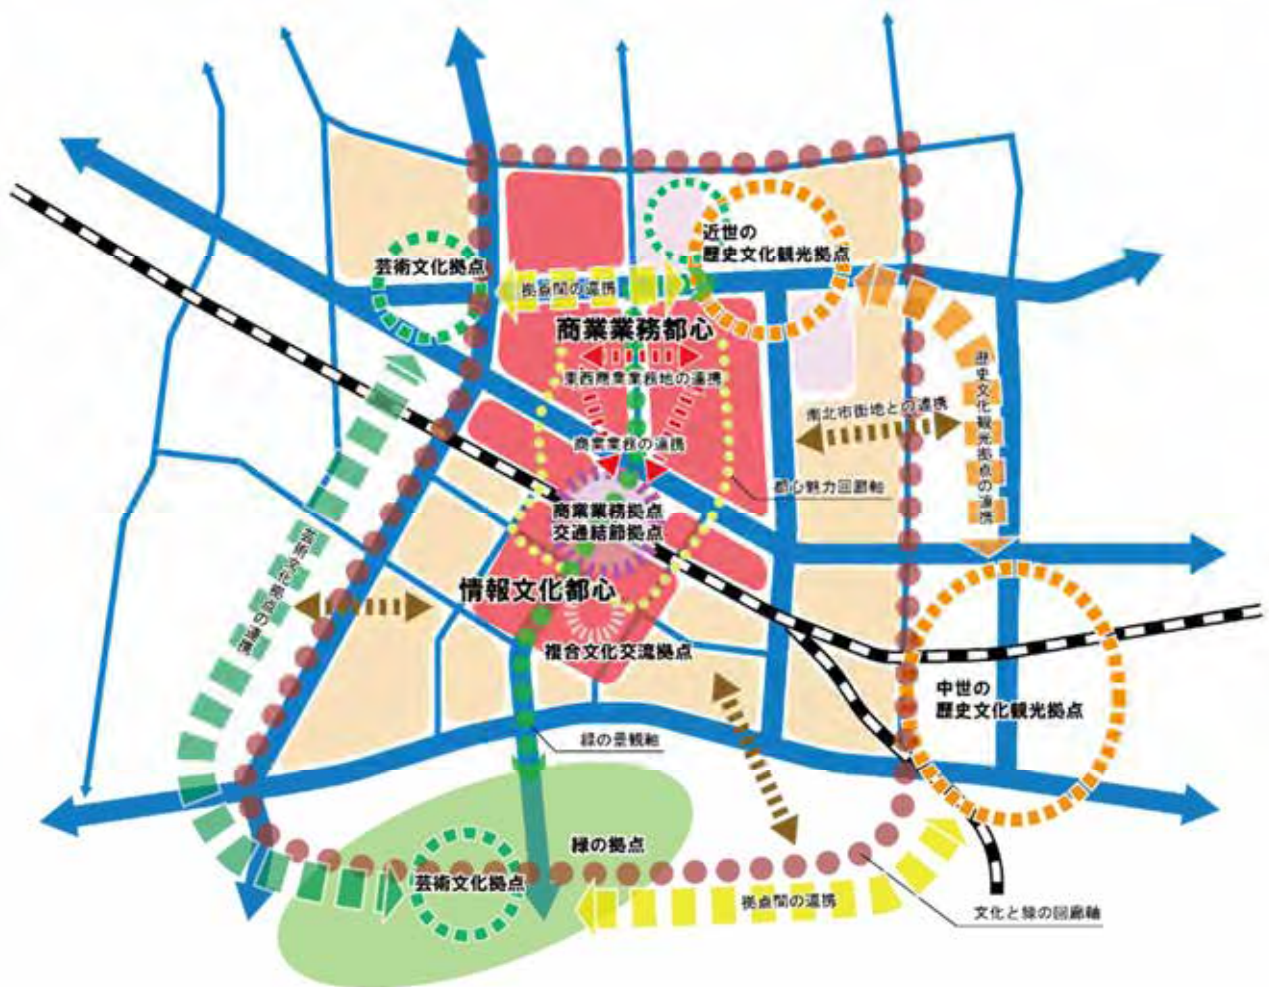 近世の
歴史文化観光拠点
芸術文化拠点
拠点間の連携
商業業務都心
東西商業業務地の連携
歴史文化観光拠点の連携
南北市街地との連携
商業業務の連携
都心魅力回廊軸
商業業務拠点
交通結節拠点
芸術文化拠点の連携
情報文化都心
複合文化交流拠点
中世の
歴史文化観光拠点
緑の景観軸
緑の拠点
芸術文化拠点
拠点間の連携
文化と緑の回廊軸